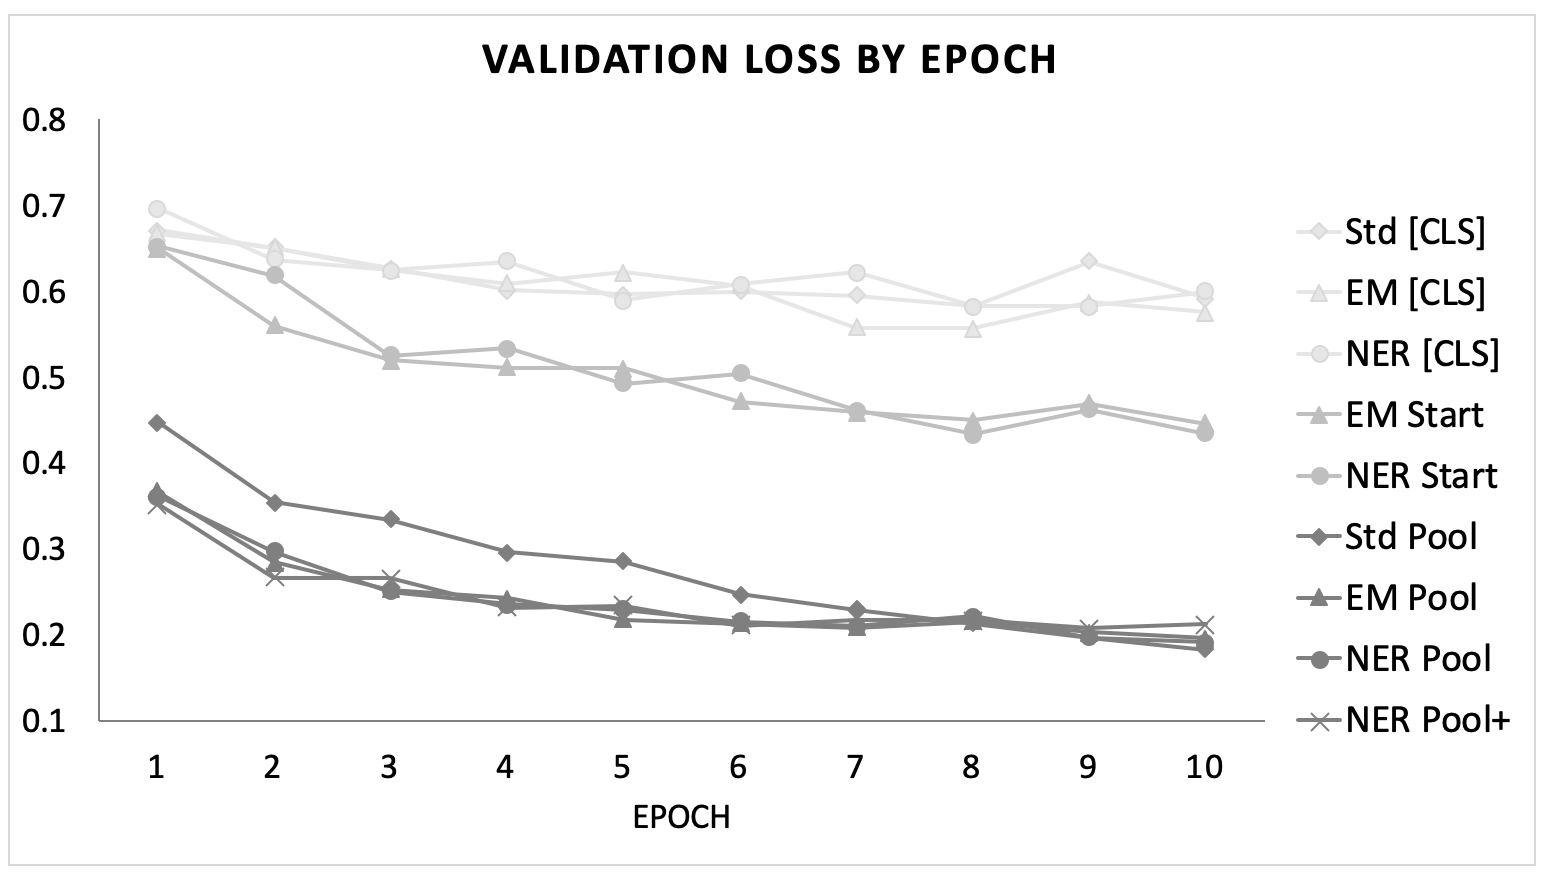 VALIDATION LOSS BY EPOCH
0.8
0.7
0.6
0.5
0.4
0.3
0.2
0.1
1 2 3 4 5 6 7 8 9 10
EPOCH
Std [CLS]
EM [CLS]
NER [CLS]
EM Start
NER Start
Std Pool
EM Pool
NER Pool
NER Pool+